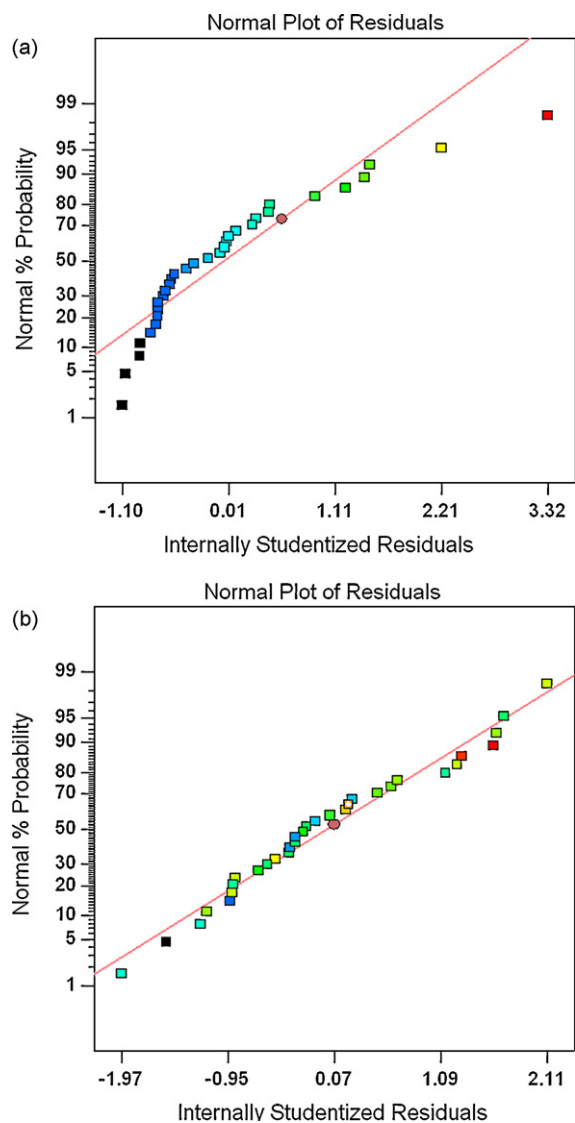 Normal Plot of Residuals
(a)
99
95
90
80
70
50
30
20
10
5
1
Normal % Probability
-1.10 0.01 1.11 2.21 3.32
Internally Studentized Residuals
Normal Plot of Residuals
(b)
99
95
90
80
70
50
30
20
10
5
1
Normal % Probability
-1.97 -0.95 0.07 1.09 2.11
Internally Studentized Residuals